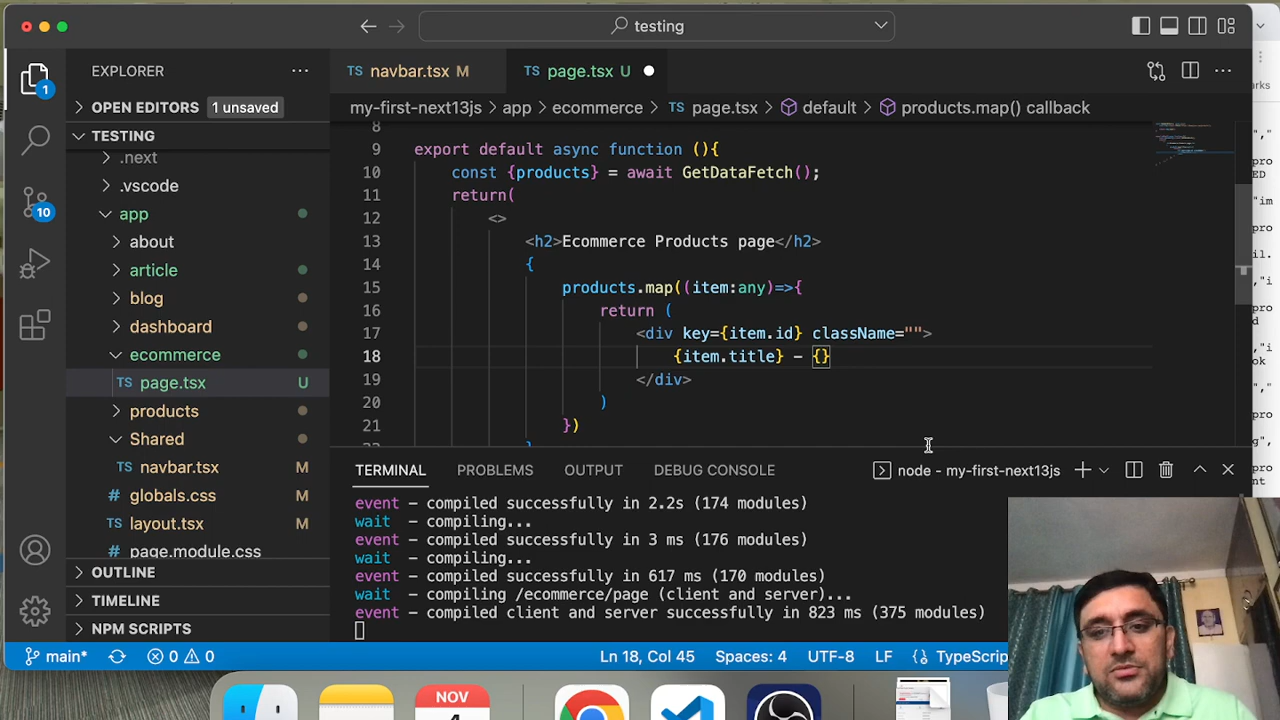 testing
EXPLORER
navbar.tsx M
TS page.tsx U
OPEN EDITORS 1 unsaved
my-first-next13js > app > ecommerce > TS page.tsx > default > products.map() callback
TESTING
.next
.vscode
app
about
article
blog
dashboard
ecommerce
TS page.tsx U
products
Shared
TS navbar.tsx M
globals.css
TS layout.tsx M
page.module.css
OUTLINE
TIMELINE
NPM SCRIPTS
1
10
8
9 export default async function (){
10 const {products} = await GetDataFetch();
11 return(
12 <>
13 <h2>Ecommerce Products page</h2>
14 {
15 products.map((item:any)=>{
16 return (
17 <div key={item.id} className="">
18 {item.title} - {}
19 </div>
20 )
21 })
TERMINAL PROBLEMS OUTPUT DEBUG CONSOLE node - my-first-next13js
event - compiled successfully in 2.2s (174 modules)
wait - compiling...
event - compiled successfully in 3 ms (176 modules)
wait - compiling...
event - compiled successfully in 617 ms (170 modules)
wait - compiling /ecommerce/page (client and server)...
event - compiled client and server successfully in 823 ms (375 modules)
main* 0 0 Ln 18, Col 45 Spaces: 4 UTF-8 LF {} TypeScrip
NOV
4